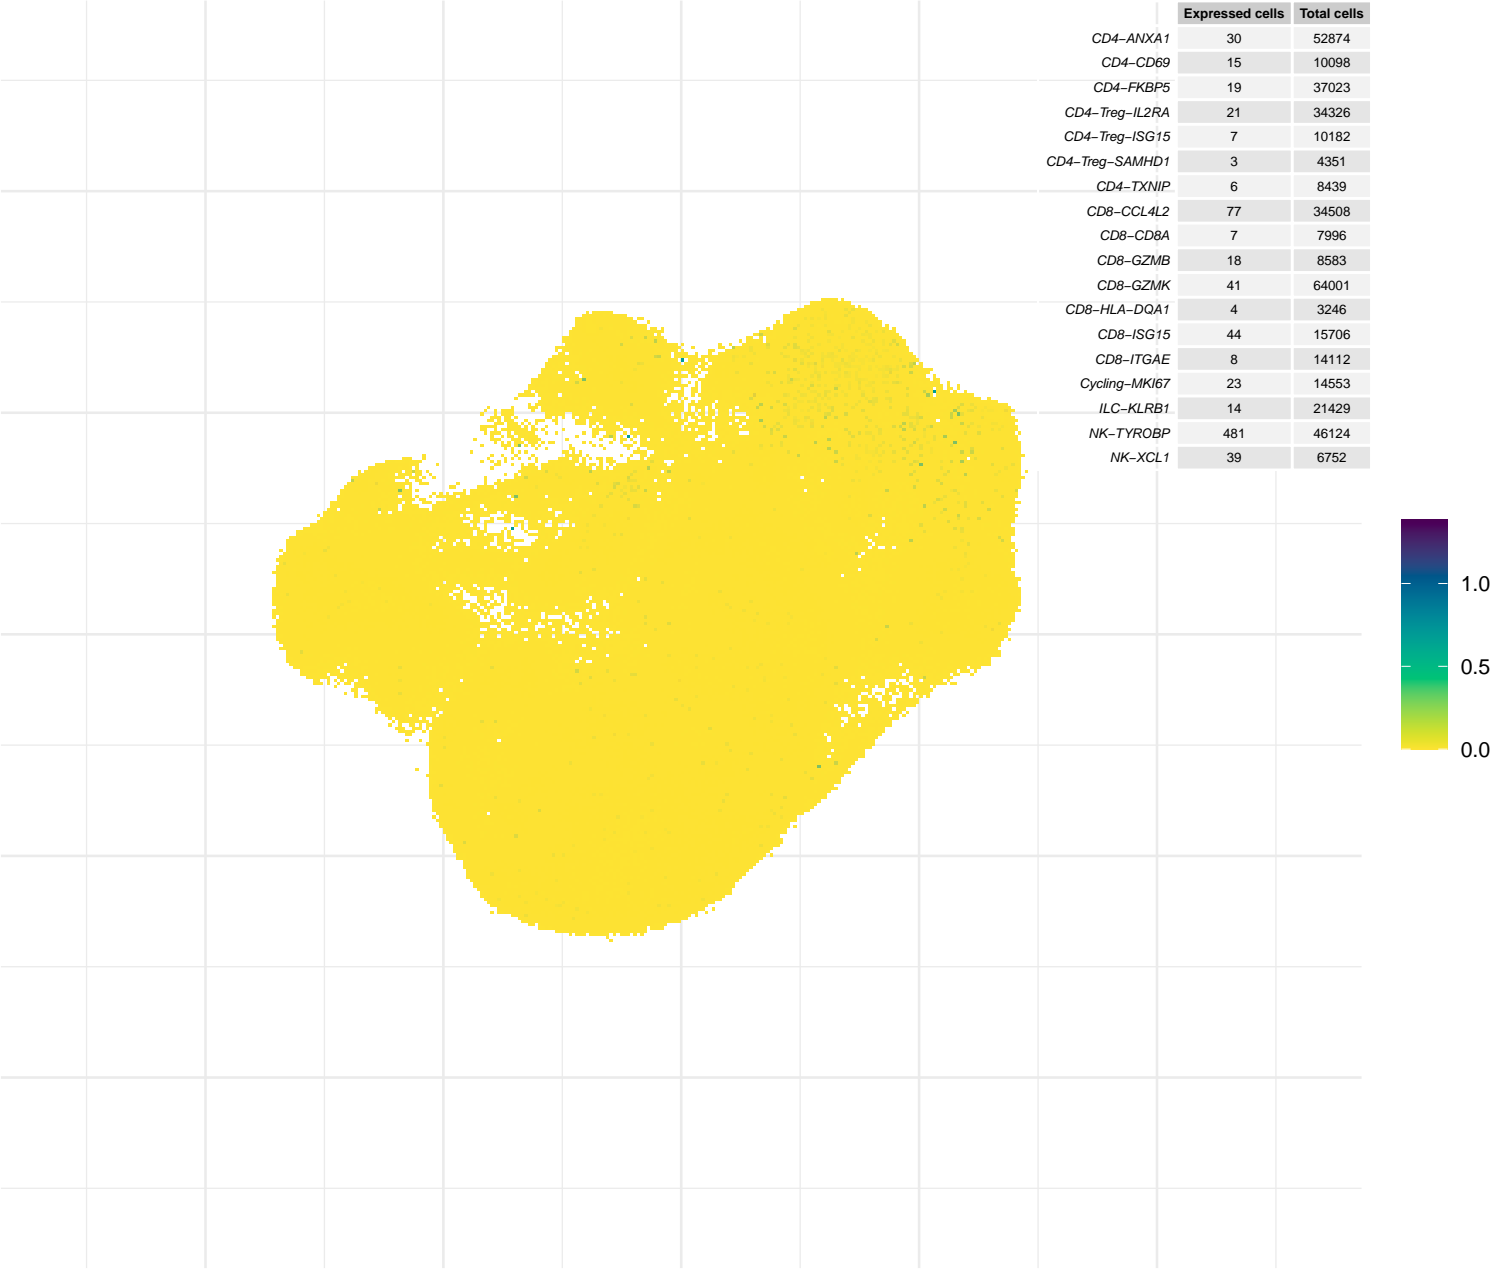 Expressed cells Total cells
CD4−ANXA1 30 52874
CD4−CD69 15 10098
CD4−FKBP5 19 37023
CD4−Treg−IL2RA 21 34326
CD4−Treg−ISG15 7 10182
CD4−Treg−SAMHD1 3 4351
CD4−TXNIP 6 8439
CD8−CCL4L2 77 34508
CD8−CD8A 7 7996
CD8−GZMB 18 8583
CD8−GZMK 41 64001
CD8−HLA−DQA1 4 3246
CD8−ISG15 44 15706
CD8−ITGAE 8 14112
Cycling−MKI67 23 14553
ILC−KLRB1 14 21429
NK−TYROBP 481 46124
NK−XCL1 39 6752
1.0
0.5
0.0